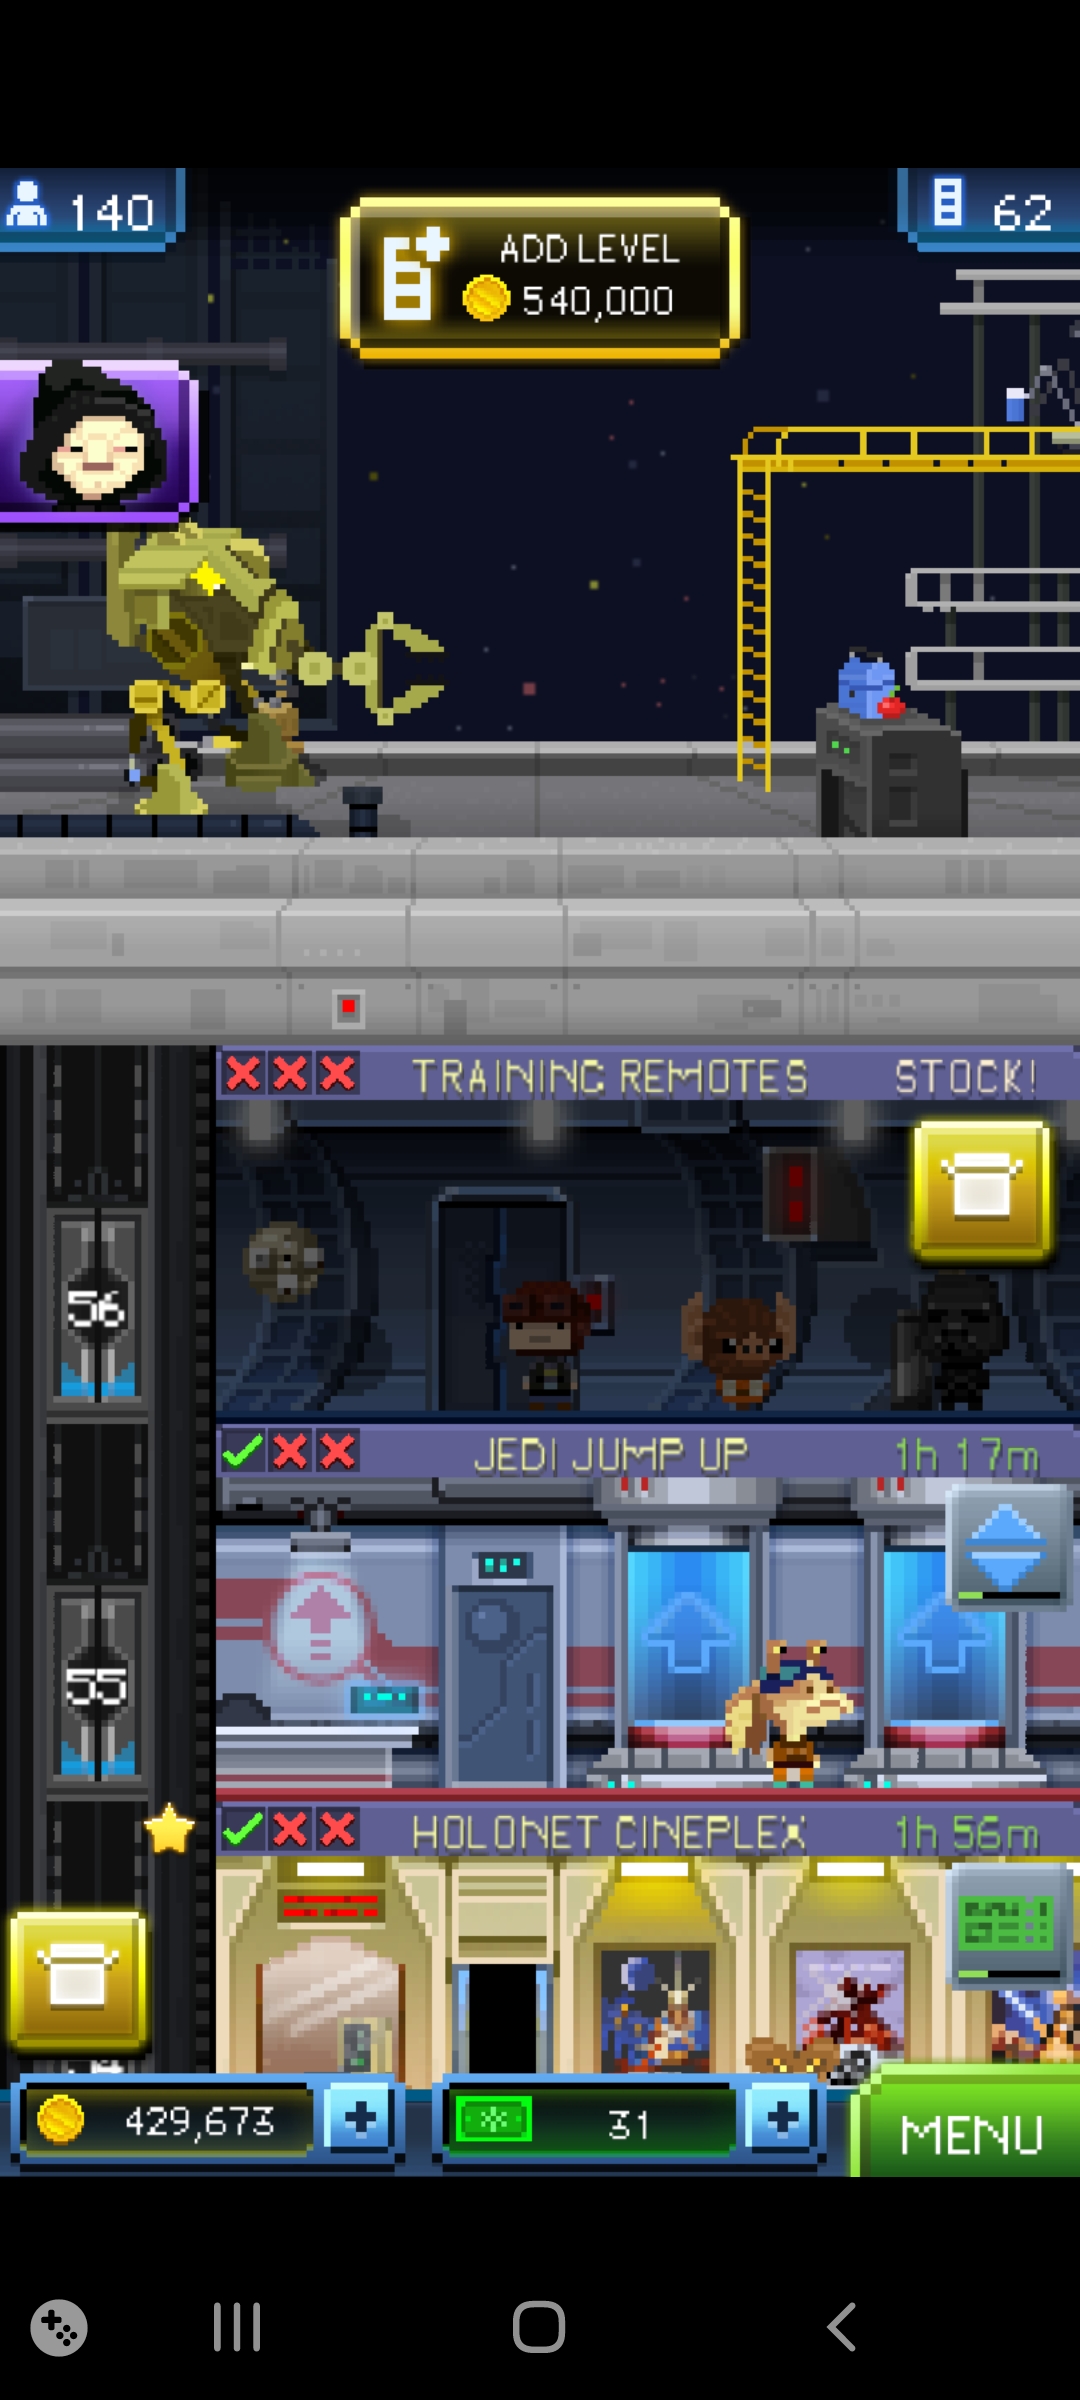 140
ADD LEVEL
540,000
62
TRAINING REMOTES STOCK!
56
JEDI JUMP UP 1h 17m
55
HOLONET CINEPLEX 1h 56m
429,673
31
MENU